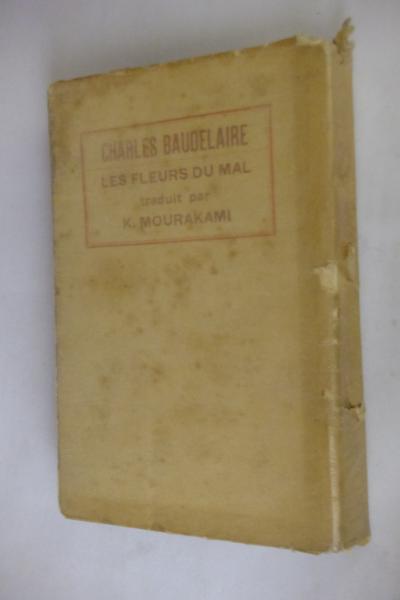 CHARLES BAUDELAIRE
LES FLEURS DU MAL
traduit par
K. MOURAKAMI